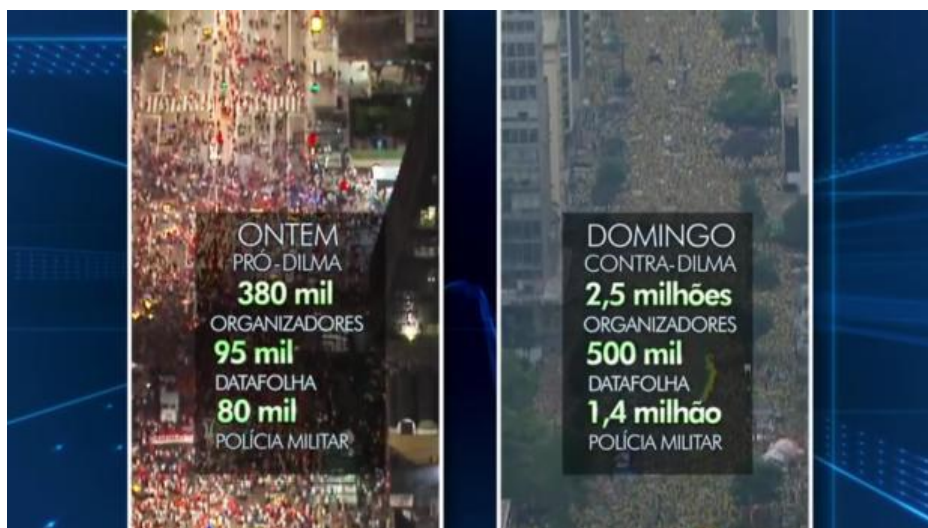 ONTEM
PRÓ-DILMA
380 mil
ORGANIZADORES
95 mil
DATAFOLHA
80 mil
POLÍCIA MILITAR
DOMINGO
CONTRA-DILMA
2,5 milhões
ORGANIZADORES
500 mil
DATAFOLHA
1,4 milhão
POLÍCIA MILITAR